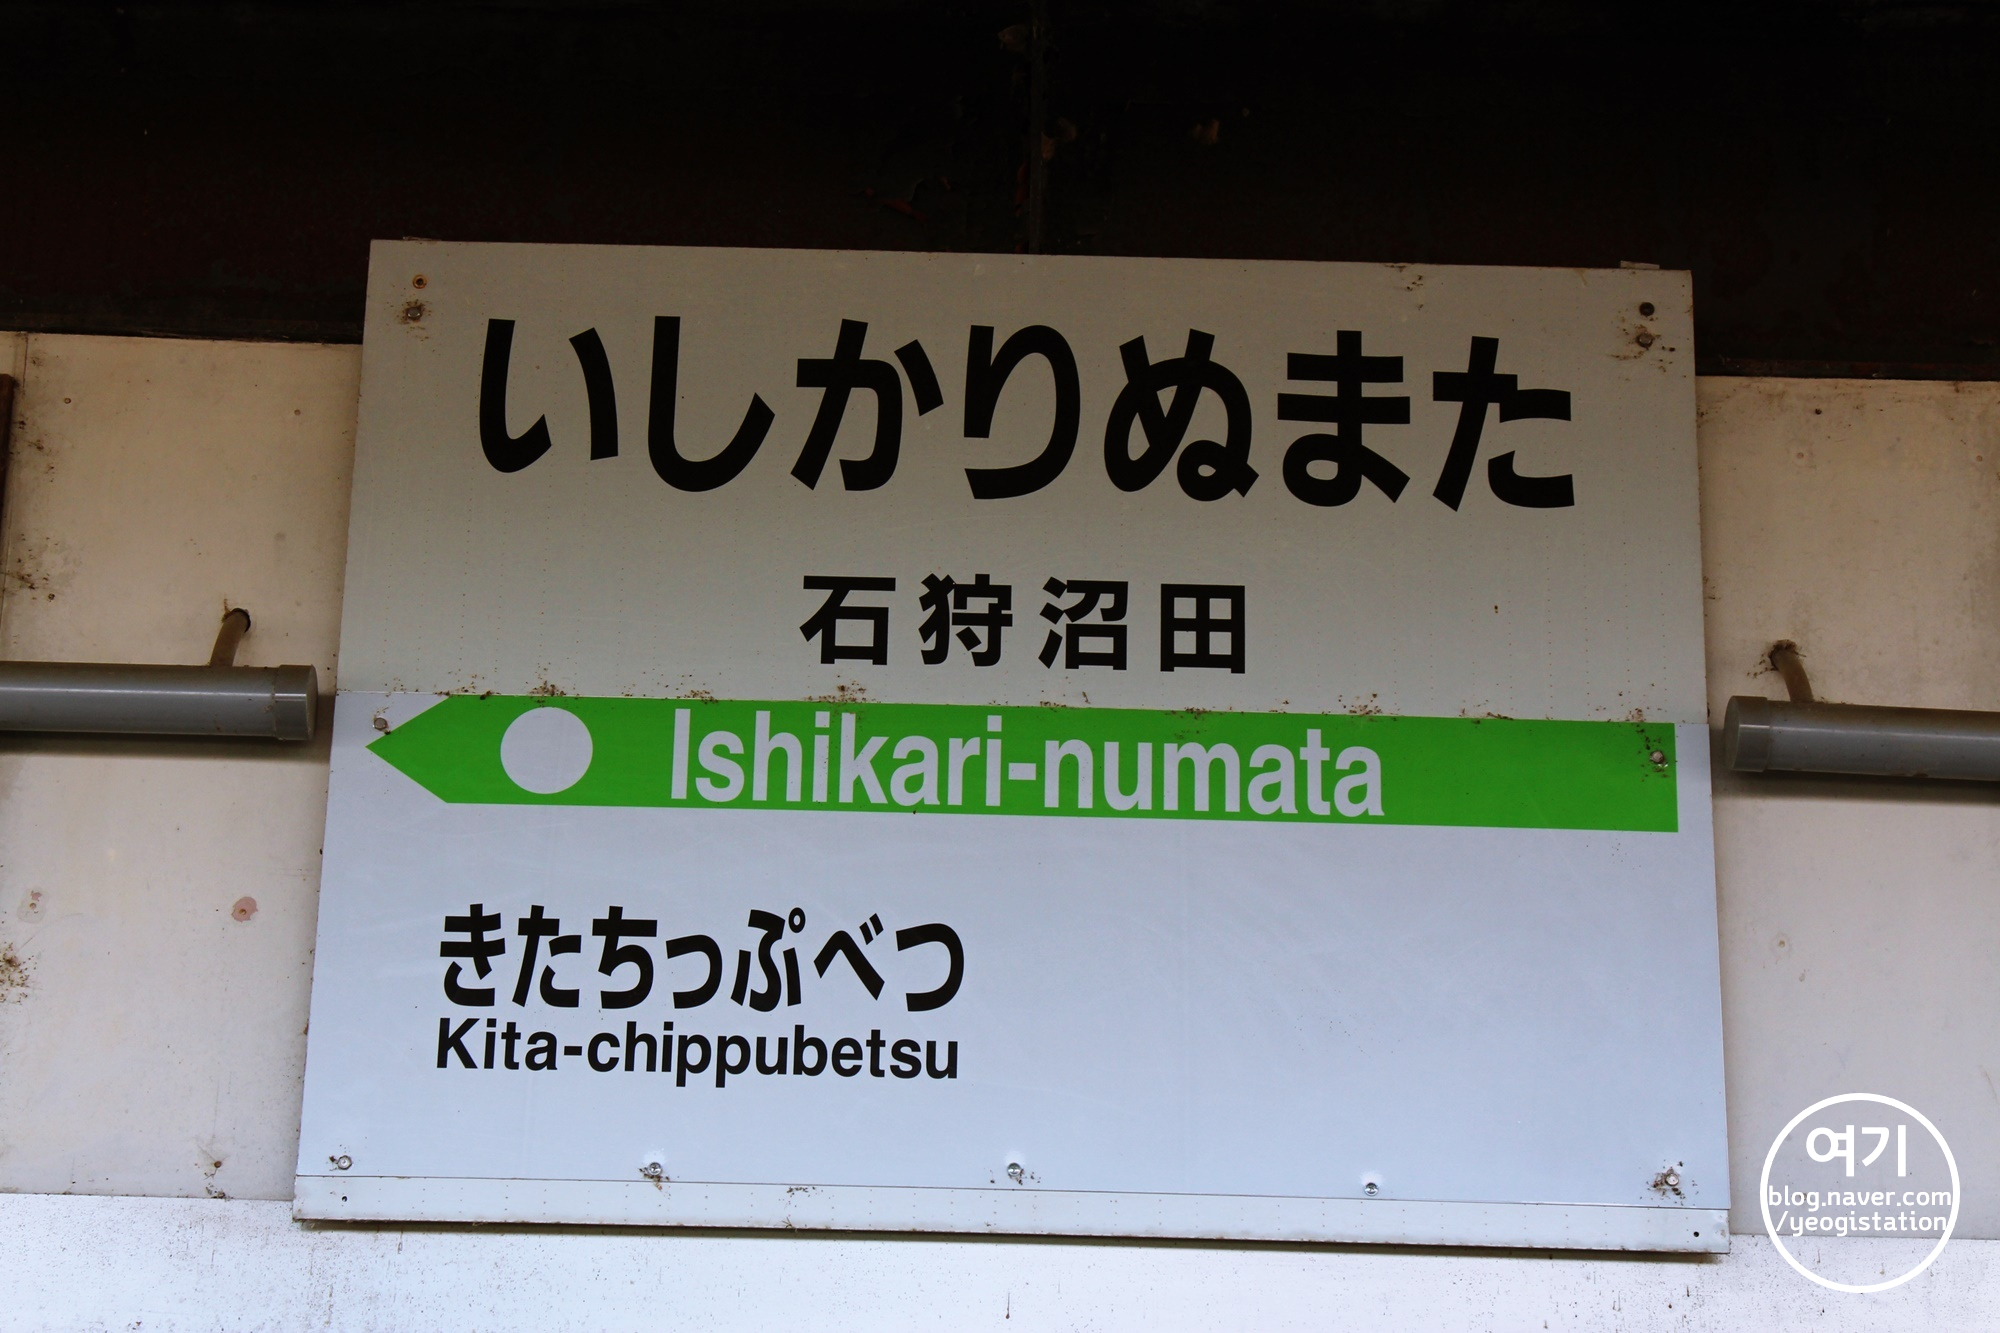 いしかりぬまた
石狩沼田
Ishikari-numata
きたちっぷべつ
Kita-chippubetsu
여기
blog.naver.com
/yeogistation